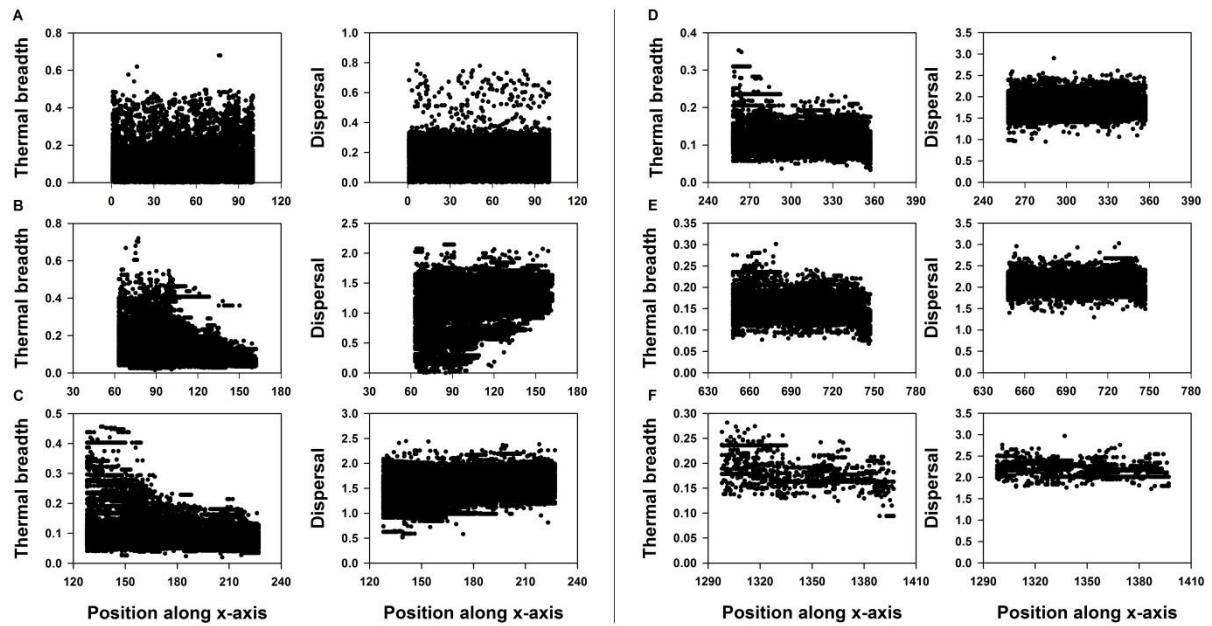 A
Thermal breadth
0.8
0.6
0.4
0.2
0.0
0 30 60 90 120
Dispersal
1.0
0.8
0.6
0.4
0.2
0.0
0 30 60 90 120
B
Thermal breadth
0.8
0.6
0.4
0.2
0.0
30 60 90 120 150 180
Dispersal
2.5
2.0
1.5
1.0
0.5
0.0
30 60 90 120 150 180
C
Thermal breadth
0.5
0.4
0.3
0.2
0.1
0.0
120 150 180 210 240
Position along x-axis
Dispersal
3.0
2.5
2.0
1.5
1.0
0.5
0.0
120 150 180 210 240
Position along x-axis
D
Thermal breadth
0.4
0.3
0.2
0.1
0.0
240 270 300 330 360 390
Dispersal
3.5
3.0
2.5
2.0
1.5
1.0
0.5
0.0
240 270 300 330 360 390
E
Thermal breadth
0.35
0.30
0.25
0.20
0.15
0.10
0.05
0.00
630 660 690 720 750 780
Dispersal
3.5
3.0
2.5
2.0
1.5
1.0
0.5
0.0
630 660 690 720 750 780
F
Thermal breadth
0.30
0.25
0.20
0.15
0.10
0.05
0.00
1290 1320 1350 1380 1410
Position along x-axis
Dispersal
3.5
3.0
2.5
2.0
1.5
1.0
0.5
0.0
1290 1320 1350 1380 1410
Position along x-axis